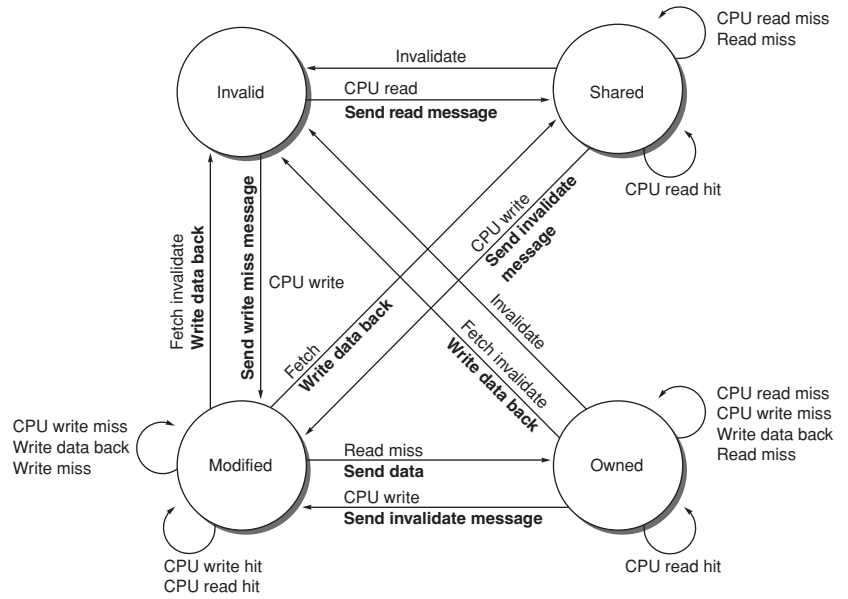 CPU read miss
Read miss
Invalid
Invalidate
CPU read
Send read message
Shared
CPU read hit
Fetch invalidate
Write data back
Send write miss message
CPU write
Fetch
Write data back
CPU write
Send invalidate
message
Invalidate
Fetch invalidate
Write data back
CPU write miss
Write data back
Write miss
Modified
Read miss
Send data
CPU write
Send invalidate message
Owned
CPU read miss
CPU write miss
Write data back
Read miss
CPU write hit
CPU read hit
CPU read hit